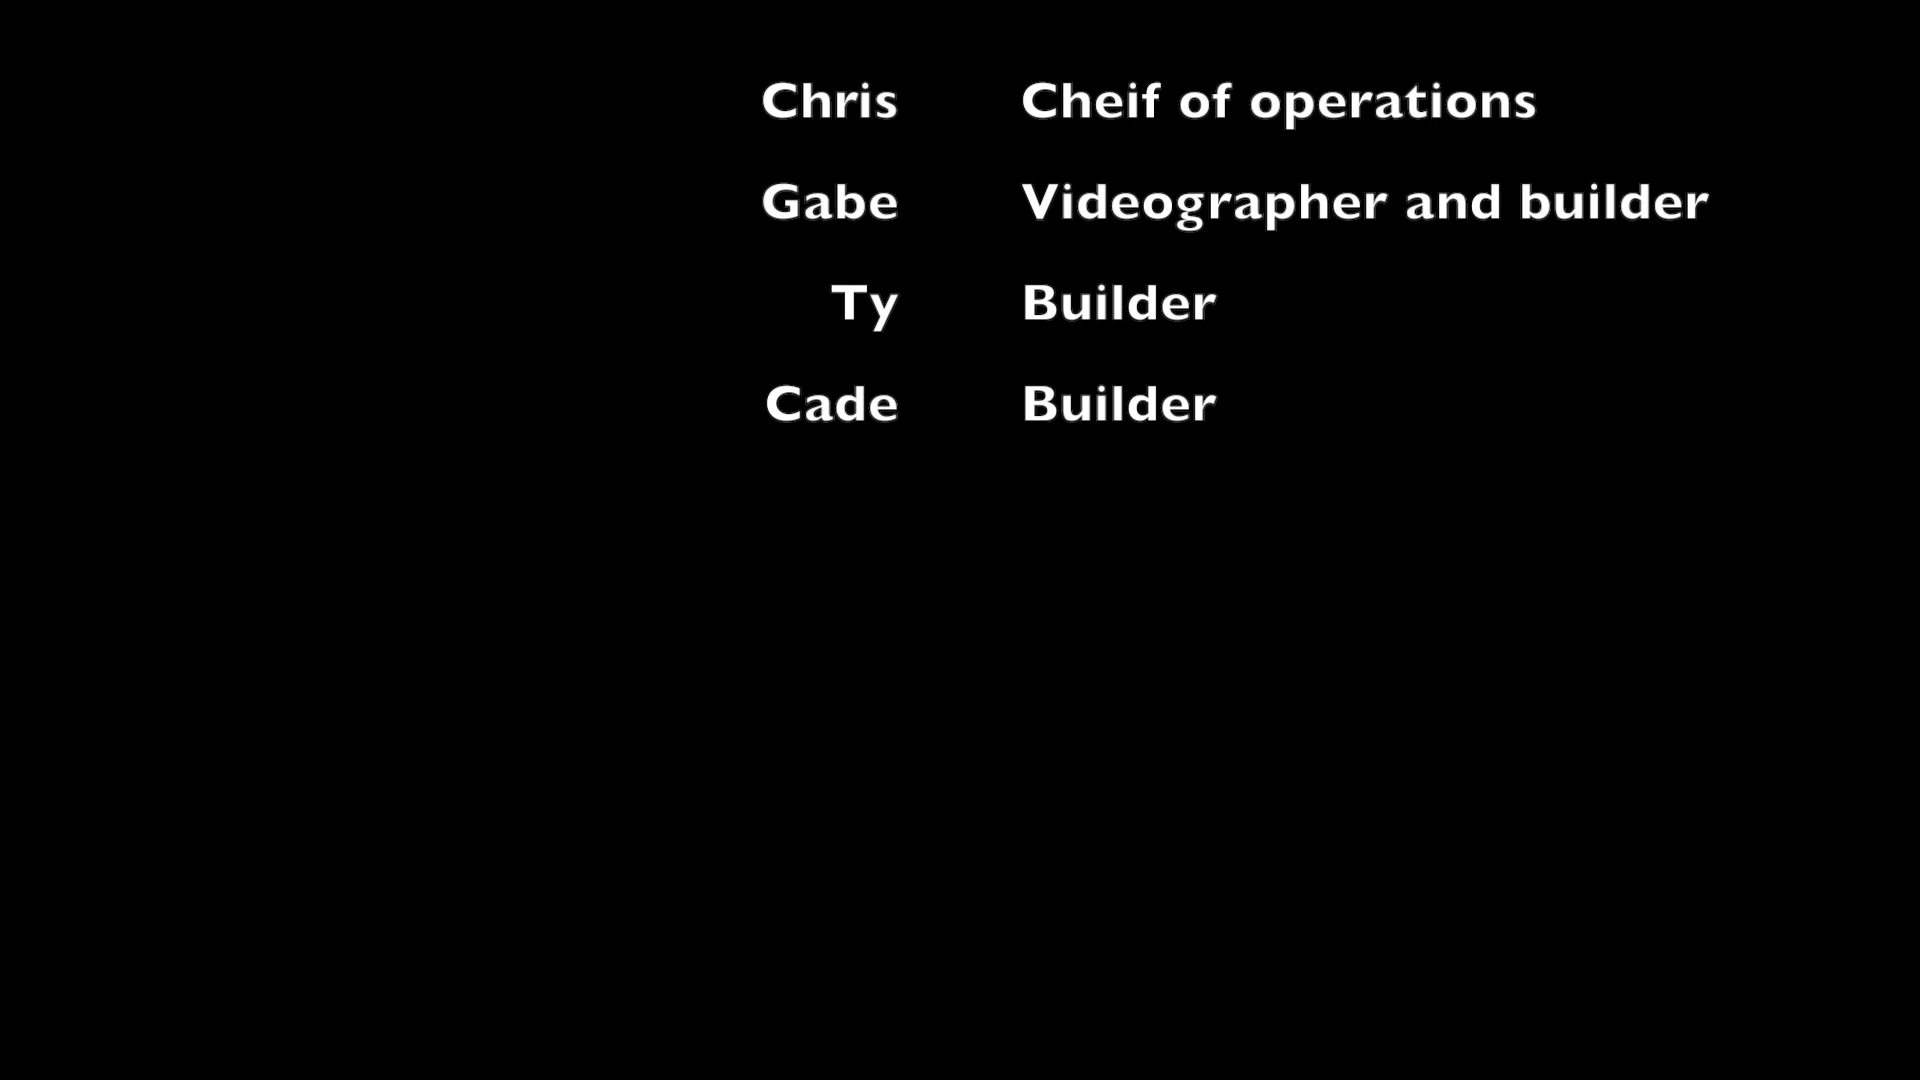 Chris Cheif of operations
Gabe Videographer and builder
Ty Builder
Cade Builder